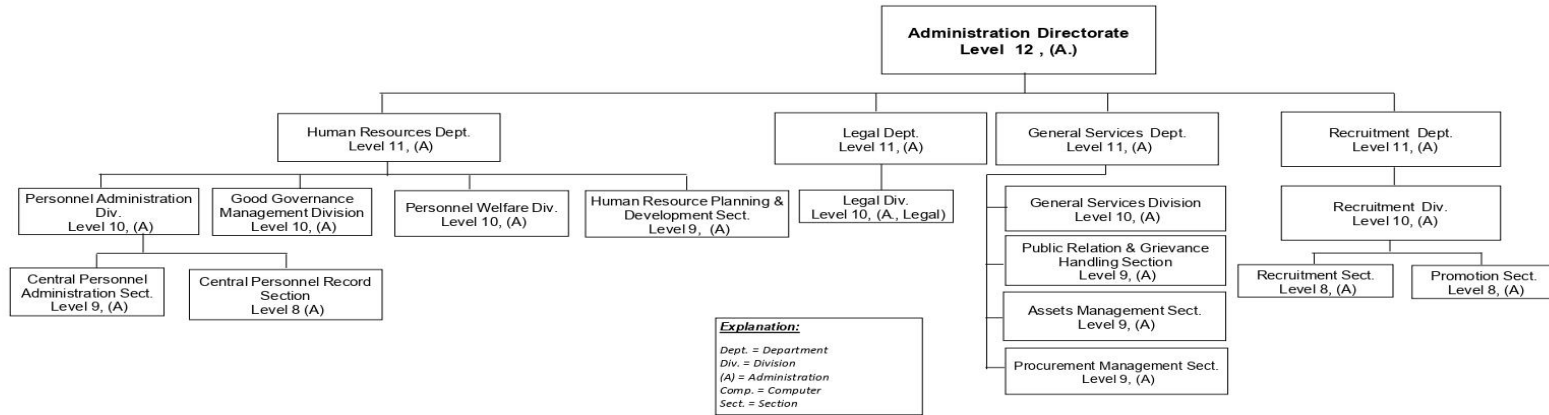 Administration Directorate
Level 12 , (A.)
Human Resources Dept.
Level 11, (A)
Legal Dept.
Level 11, (A)
General Services Dept.
Level 11, (A)
Recruitment Dept.
Level 11, (A)
Personnel Administration
Div.
Level 10, (A)
Good Governance
Management Division
Level 10, (A)
Personnel Welfare Div.
Level 10, (A)
Human Resource Planning &
Development Sect.
Level 9, (A)
Legal Div.
Level 10, (A., Legal)
General Services Division
Level 10, (A)
Recruitment Div.
Level 10, (A)
Central Personnel
Administration Sect.
Level 9, (A)
Central Personnel Record
Section
Level 8 (A)
Public Relation & Grievance
Handling Section
Level 9, (A)
Recruitment Sect.
Level 8, (A)
Promotion Sect.
Level 8, (A)
Assets Management Sect.
Level 9, (A)
Procurement Management Sect.
Level 9, (A)
Explanation:
Dept. = Department
Div. = Division
(A) = Administration
Comp. = Computer
Sect. = Section